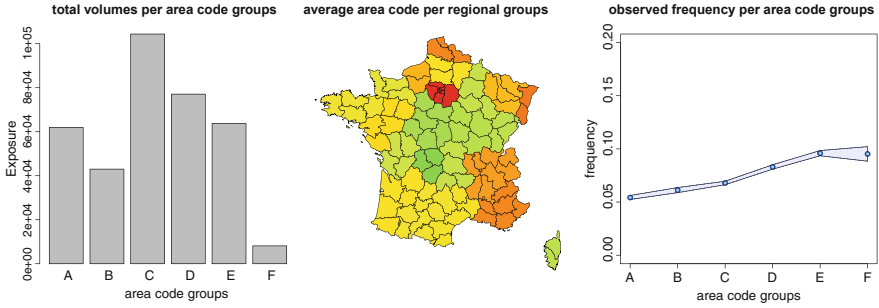 total volumes per area code groups
Exposure
1e+05
8e+04
6e+04
4e+04
2e+04
0e+00
A B C D E F
area code groups
average area code per regional groups
observed frequency per area code groups
frequency
0.20
0.15
0.10
0.05
0.00
A B C D E F
area code groups